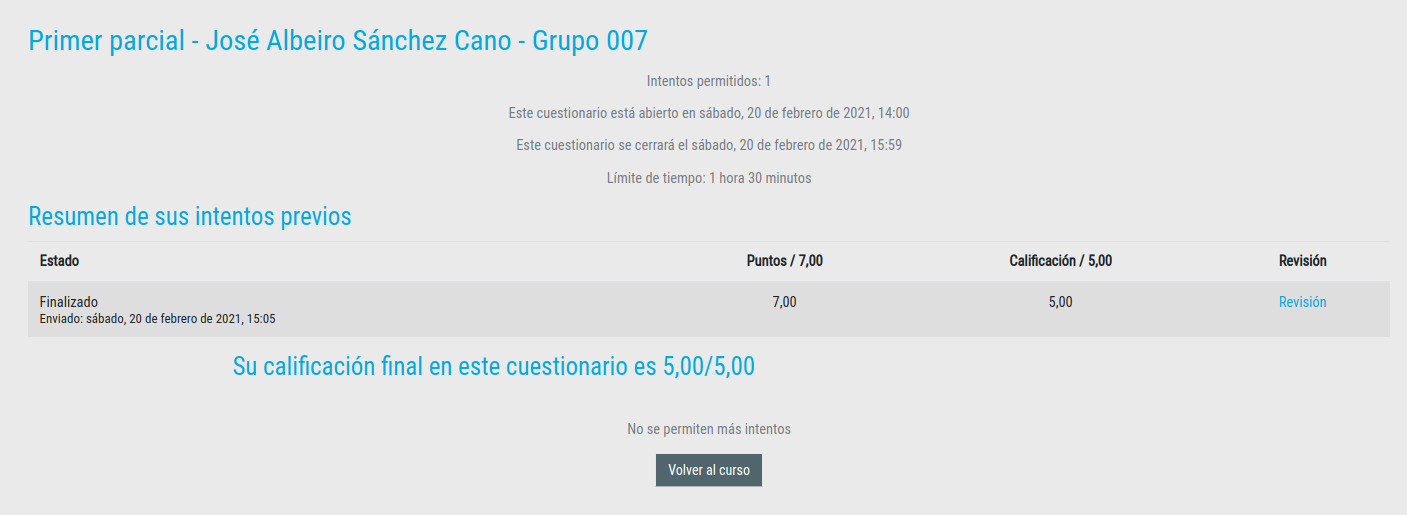 Primer parcial - José Albeiro Sánchez Cano - Grupo 007
Intentos permitidos: 1
Este cuestionario está abierto en sábado, 20 de febrero de 2021, 14:00
Este cuestionario se cerrará el sábado, 20 de febrero de 2021, 15:59
Límite de tiempo: 1 hora 30 minutos
Resumen de sus intentos previos
Estado Puntos / 7,00 Calificación / 5,00 Revisión
Finalizado 7,00 5,00 Revisión
Enviado: sábado, 20 de febrero de 2021, 15:05
Su calificación final en este cuestionario es 5,00/5,00
No se permiten más intentos
Volver al curso